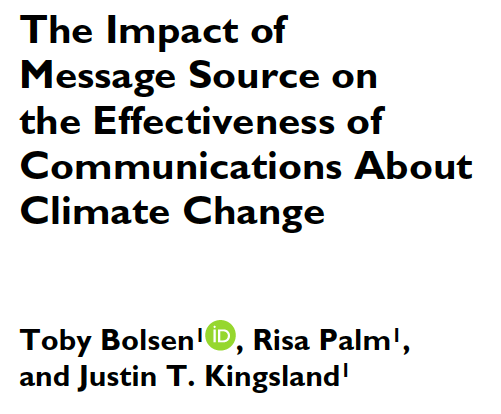 The Impact of
Message Source on
the Effectiveness of
Communications About
Climate Change
Toby Bolsen¹ iD, Risa Palm¹,
and Justin T. Kingsland¹